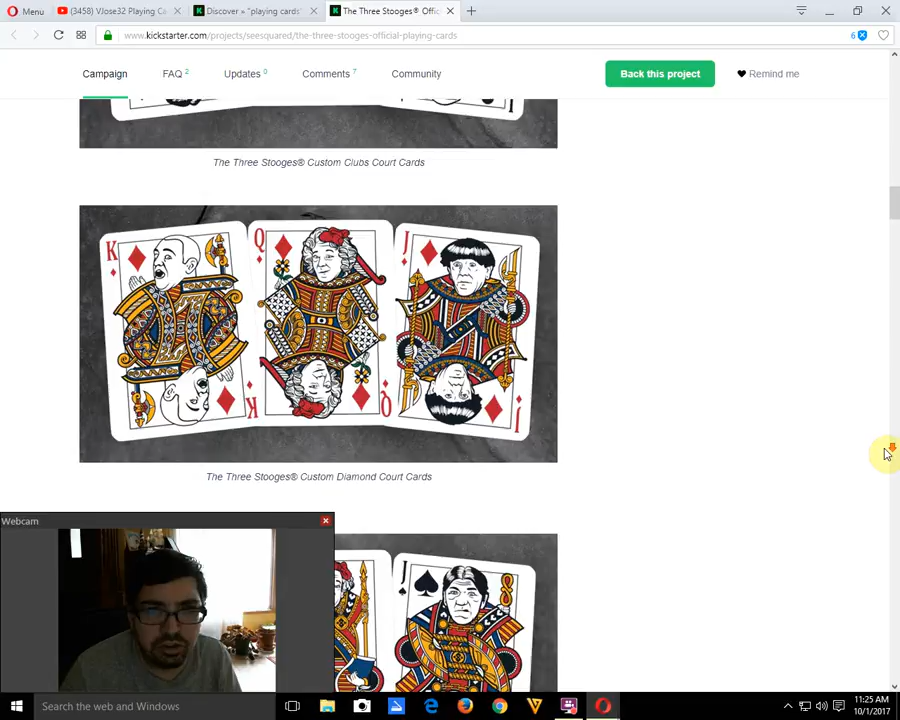 Menu
(3458) VJose32 Playing Ca
Discover » "playing cards"
The Three Stooges® Offic
www.kickstarter.com/projects/seesquared/the-three-stooges-official-playing-cards
6
Campaign
FAQ 2
Updates 0
Comments 7
Community
Back this project
Remind me
I
The Three Stooges® Custom Clubs Court Cards
K
Q
J
K
Q
J
The Three Stooges® Custom Diamond Court Cards
Webcam
J
Search the web and Windows
11:25 AM
10/1/2017